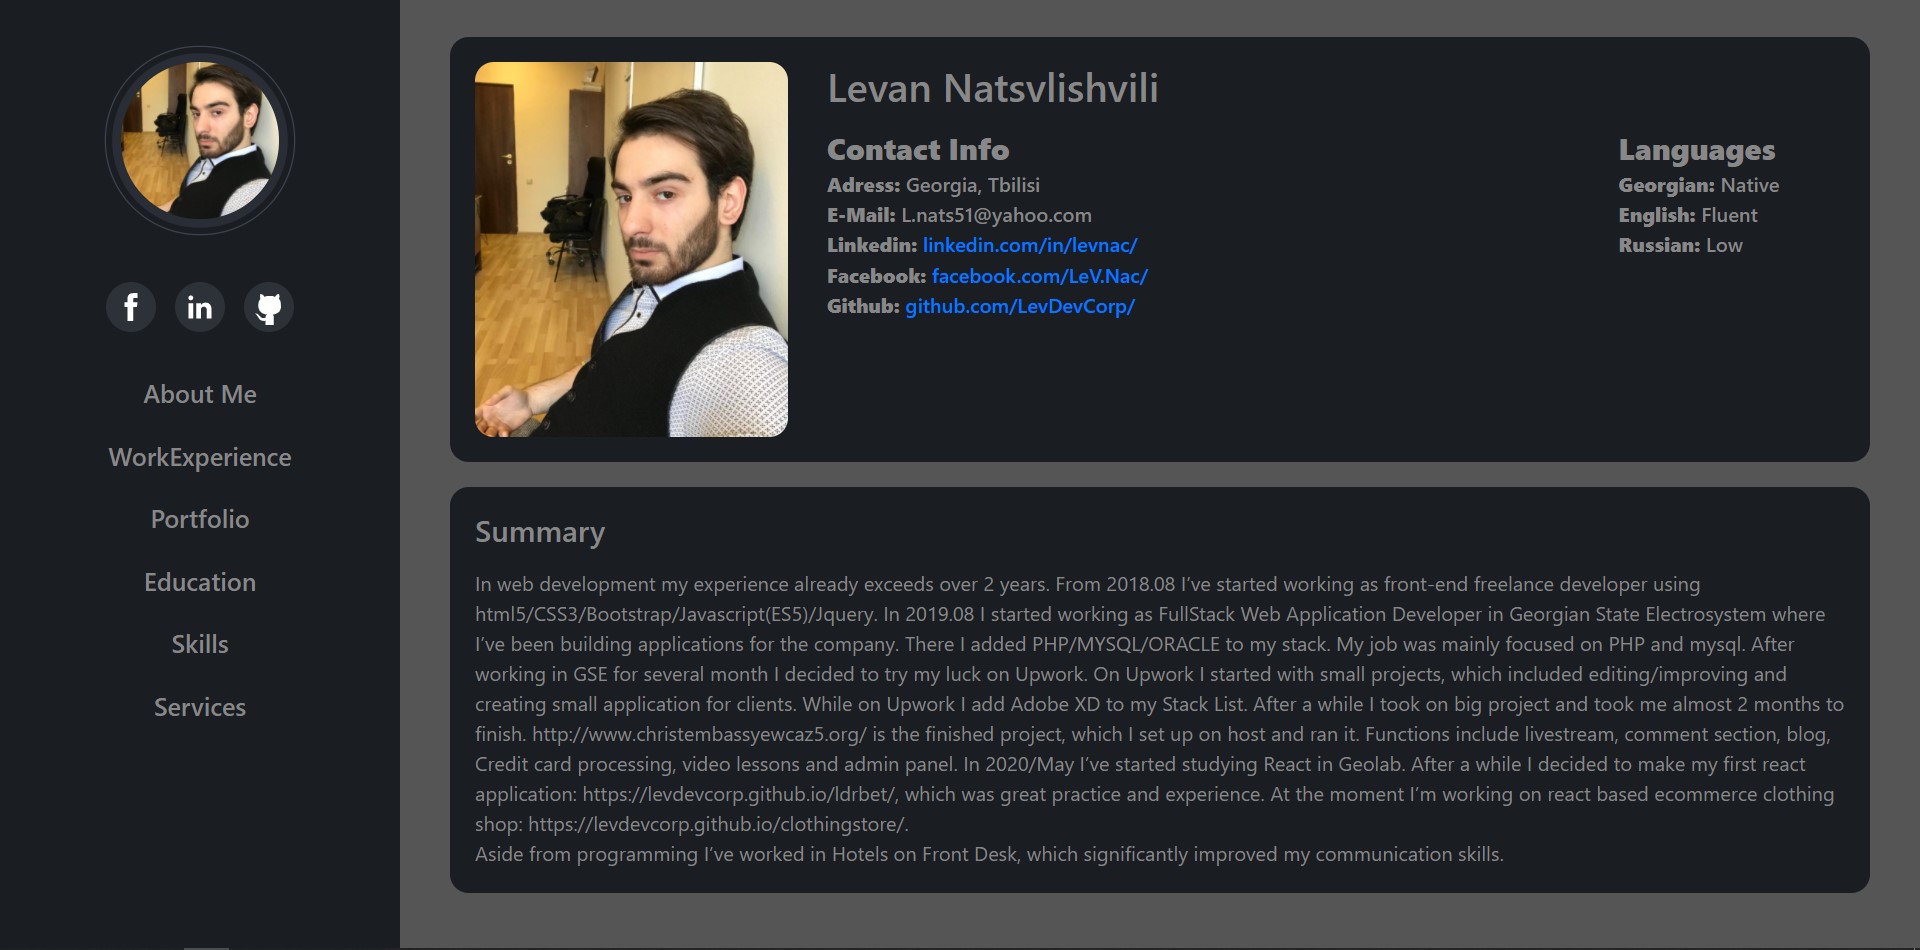 About Me
WorkExperience
Portfolio
Education
Skills
Services
Levan Natsvlishvili
Contact Info
Adress: Georgia, Tbilisi
E-Mail: L.nats51@yahoo.com
Linkedin: linkedin.com/in/levnac/
Facebook: facebook.com/LeV.Nac/
Github: github.com/LevDevCorp/
Languages
Georgian: Native
English: Fluent
Russian: Low
Summary
In web development my experience already exceeds over 2 years. From 2018.08 I’ve started working as front-end freelance developer using
html5/CSS3/Bootstrap/Javascript(ES5)/Jquery. In 2019.08 I started working as FullStack Web Application Developer in Georgian State Electrosystem where
I’ve been building applications for the company. There I added PHP/MYSQL/ORACLE to my stack. My job was mainly focused on PHP and mysql. After
working in GSE for several month I decided to try my luck on Upwork. On Upwork I started with small projects, which included editing/improving and
creating small application for clients. While on Upwork I add Adobe XD to my Stack List. After a while I took on big project and took me almost 2 months to
finish. http://www.christembassyewcaz5.org/ is the finished project, which I set up on host and ran it. Functions include livestream, comment section, blog,
Credit card processing, video lessons and admin panel. In 2020/May I’ve started studying React in Geolab. After a while I decided to make my first react
application: https://levdevcorp.github.io/ldrbet/, which was great practice and experience. At the moment I’m working on react based ecommerce clothing
shop: https://levdevcorp.github.io/clothingstore/.
Aside from programming I’ve worked in Hotels on Front Desk, which significantly improved my communication skills.